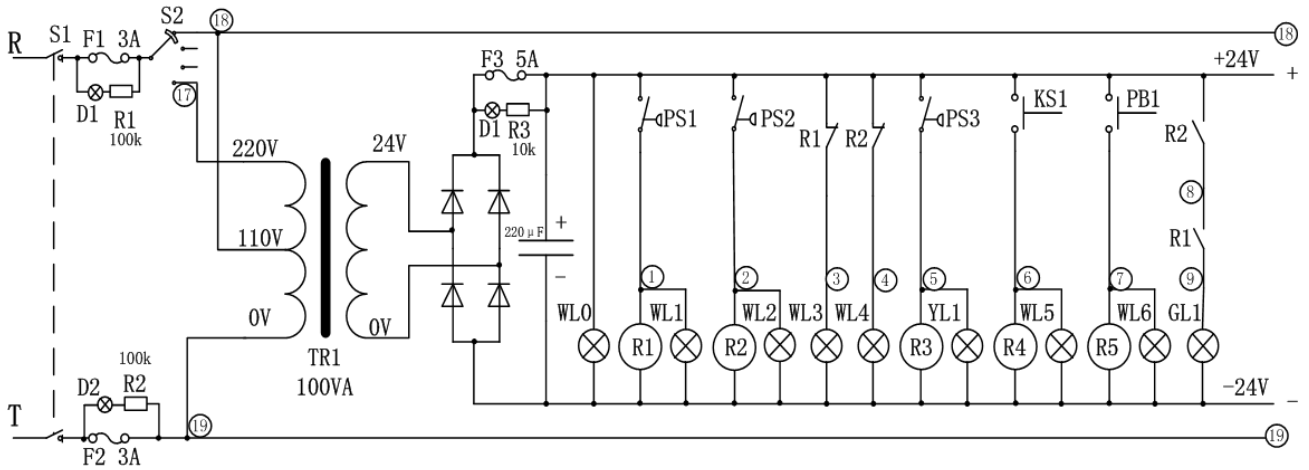 S1
S2
18
18
R
F1 3A
F3 5A
+24V
+
17
D1
R1
100k
D1
R3
10k
PS1
PS2
R1
R2
PS3
KS1
PB1
R2
220V
24V
8
110V
220μF
+
−
R1
1
2
3
4
5
6
7
9
0V
0V
WL0
WL1
WL2
WL3
WL4
YL1
WL5
WL6
GL1
R1
R2
R3
R4
R5
TR1
100VA
100k
D2
R2
−24V
−
T
19
19
F2 3A